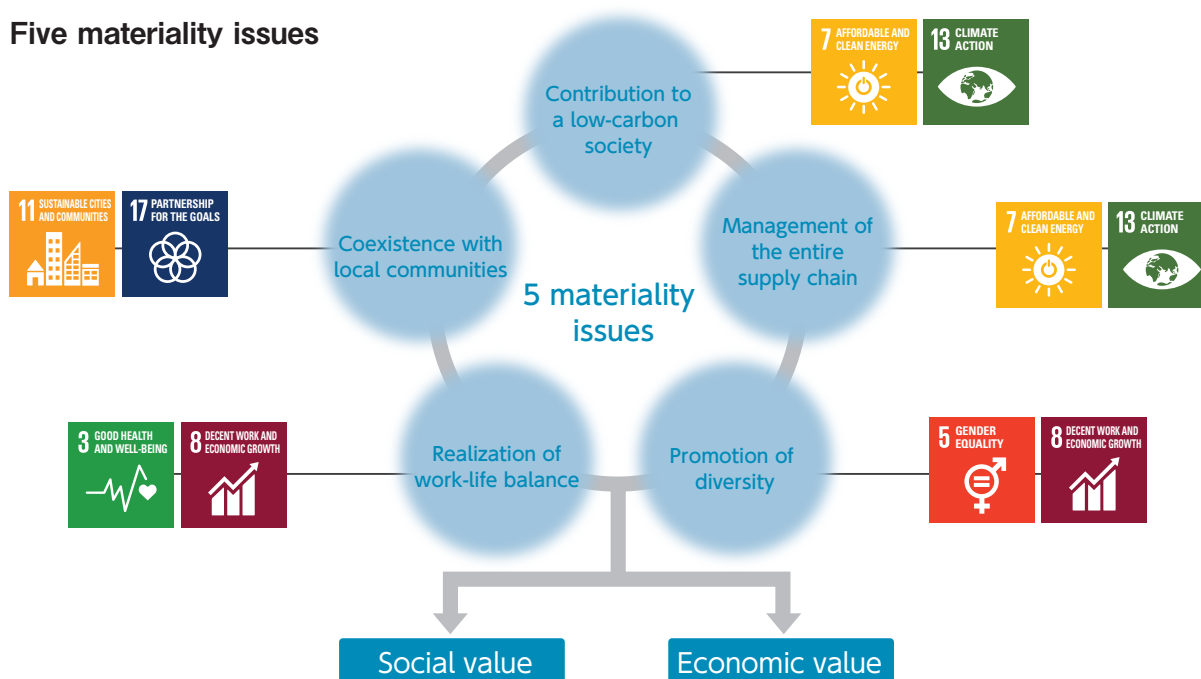 Five materiality issues
7 AFFORDABLE AND
CLEAN ENERGY
13 CLIMATE
ACTION
Contribution to
a low-carbon
society
11 SUSTAINABLE CITIES
AND COMMUNITIES
17 PARTNERSHIP
FOR THE GOALS
Coexistence with
local communities
Management of
the entire
supply chain
7 AFFORDABLE AND
CLEAN ENERGY
13 CLIMATE
ACTION
5 materiality
issues
3 GOOD HEALTH
AND WELL-BEING
8 DECENT WORK AND
ECONOMIC GROWTH
Realization of
work-life balance
Promotion of
diversity
5 GENDER
EQUALITY
8 DECENT WORK AND
ECONOMIC GROWTH
Social value
Economic value